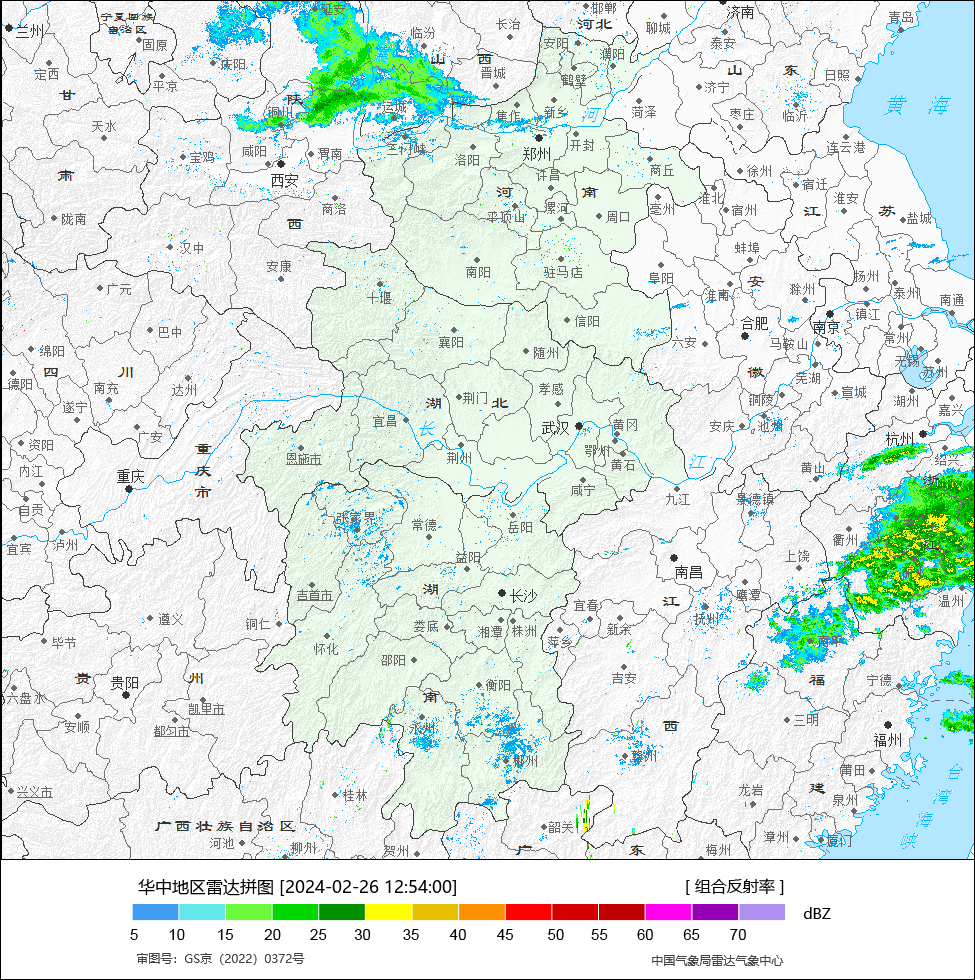 宁夏回族
自治区
延安
邯郸
济南
兰州
固原
临汾
长治
河北
聊城
青岛
安阳
泰安
定西
庆阳
山 西
濮阳
山 东
平凉
晋城
鹤壁
日照
甘
陕
济宁
铜川
运城
焦作
新乡
河
菏泽
枣庄
临沂
黄 海
天水
咸阳
渭南
三门峡
洛阳
郑州
开封
连云港
宝鸡
西安
商丘
徐州
肃
许昌
宿迁
河 南
淮北
淮安
陇南
商洛
平顶山
漯河
周口
亳州
宿州
江 苏
盐城
西
汉中
蚌埠
安康
南阳
驻马店
阜阳
安
扬州
广元
十堰
淮南
滁州
泰州
南通
镇江
巴中
信阳
合肥
南京
绵阳
襄阳
随州
六安
马鞍山
常州
无锡
四 川
徽
芜湖
苏州
德阳
南充
达州
荆门
孝感
宣城
遂宁
湖 北
铜陵
湖州
嘉兴
广安
宜昌
长
武汉
黄冈
安庆
池州
资阳
重
庆
市
恩施市
荆州
鄂州
黄石
江
杭州
内江
重庆
黄山
绍兴
咸宁
九江
浙
自贡
张家界
常德
岳阳
景德镇
宜宾
泸州
衢州
江
益阳
上饶
南昌
吉首市
湖
长沙
鹰潭
温州
遵义
铜仁
娄底
湘潭
株洲
宜春
新余
江
抚州
毕节
怀化
萍乡
南平
邵阳
贵
州
贵阳
衡阳
吉安
福
宁德
六盘水
南
凯里市
安顺
都匀市
永州
西
三明
福州
郴州
赣州
台
兴义市
桂林
龙岩
建
莆田
湾
泉州
海
广西壮族自治区
韶关
漳州
厦门
峡
河池
柳州
贺州
广
东
梅州
华中地区雷达拼图 [2024-02-26 12:54:00]
[ 组合反射率 ]
dBZ
5 10 15 20 25 30 35 40 45 50 55 60 65 70
审图号：GS京（2022）0372号
中国气象局雷达气象中心